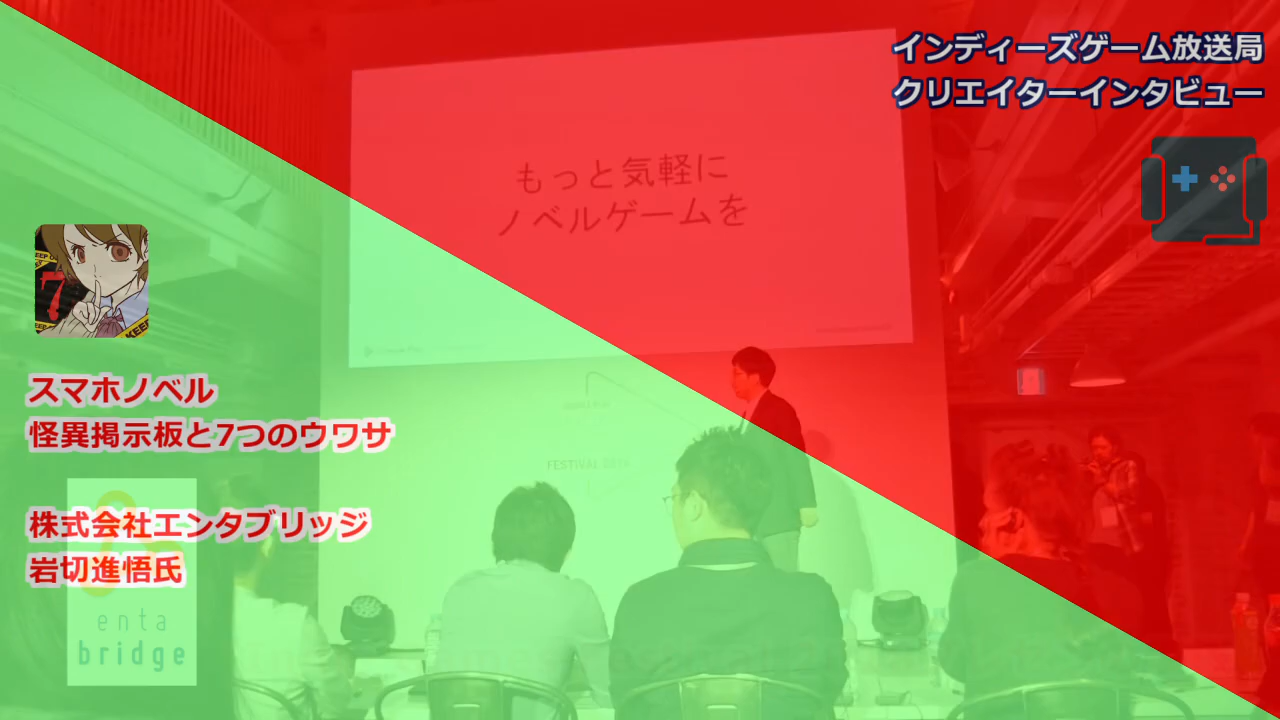 インディーズゲーム放送局
クリエイターインタビュー
もっと気軽に
ノベルゲームを
7
スマホノベル
怪異掲示板と7つのウワサ
FESTIVAL
株式会社エンタブリッジ
岩切進悟氏
enta
bridge